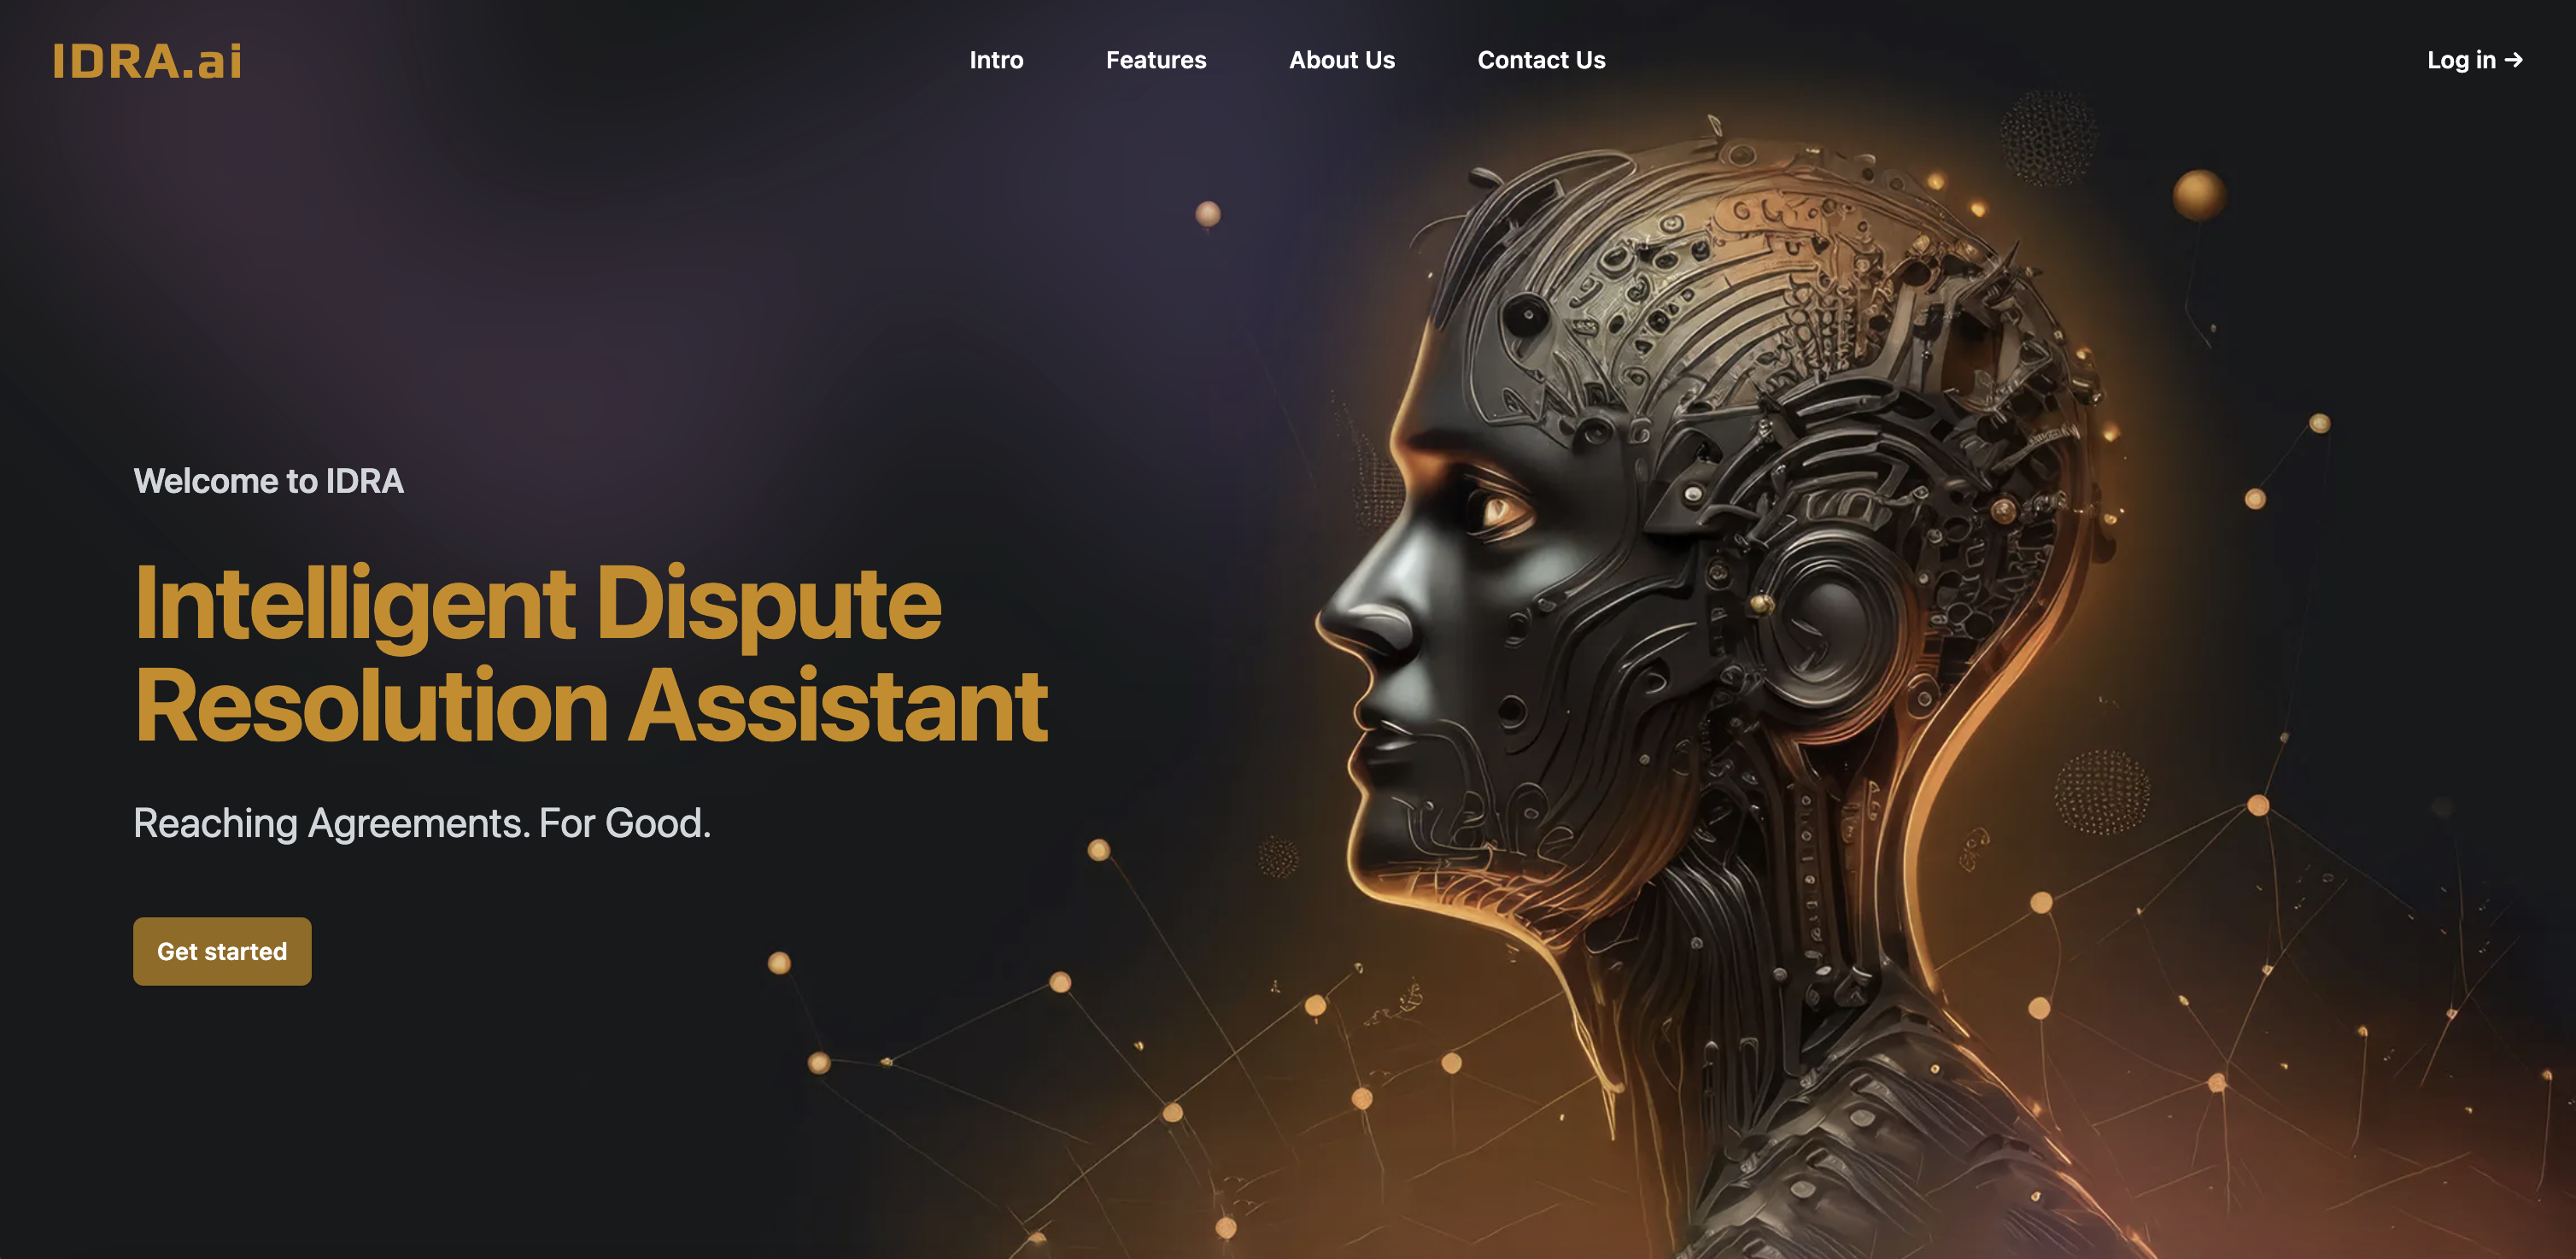 IDRA.ai
Intro
Features
About Us
Contact Us
Log in →
Welcome to IDRA
Intelligent Dispute
Resolution Assistant
Reaching Agreements. For Good.
Get started